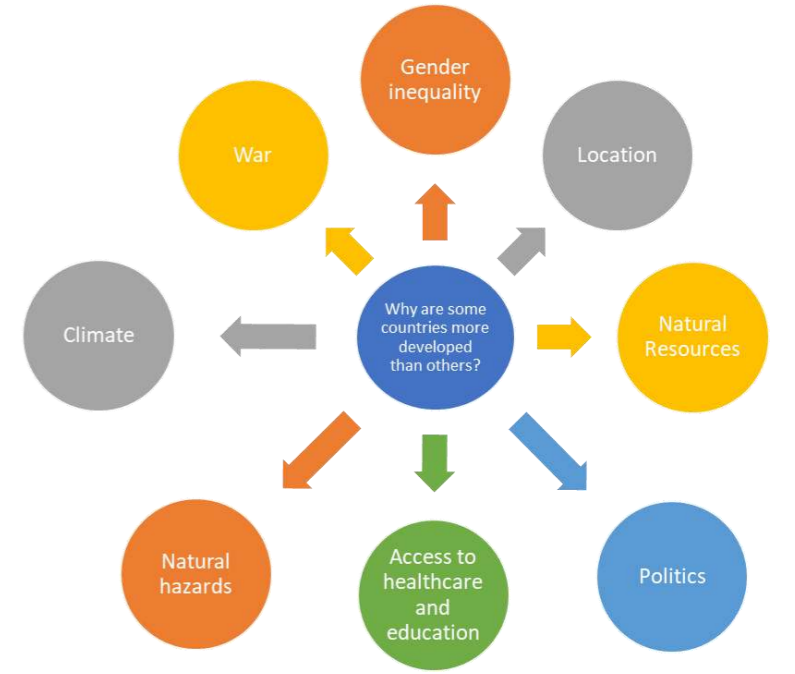 Gender
inequality
War
Location
Why are some
countries more
developed
than others?
Climate
Natural
Resources
Natural
hazards
Access to
healthcare
and
education
Politics